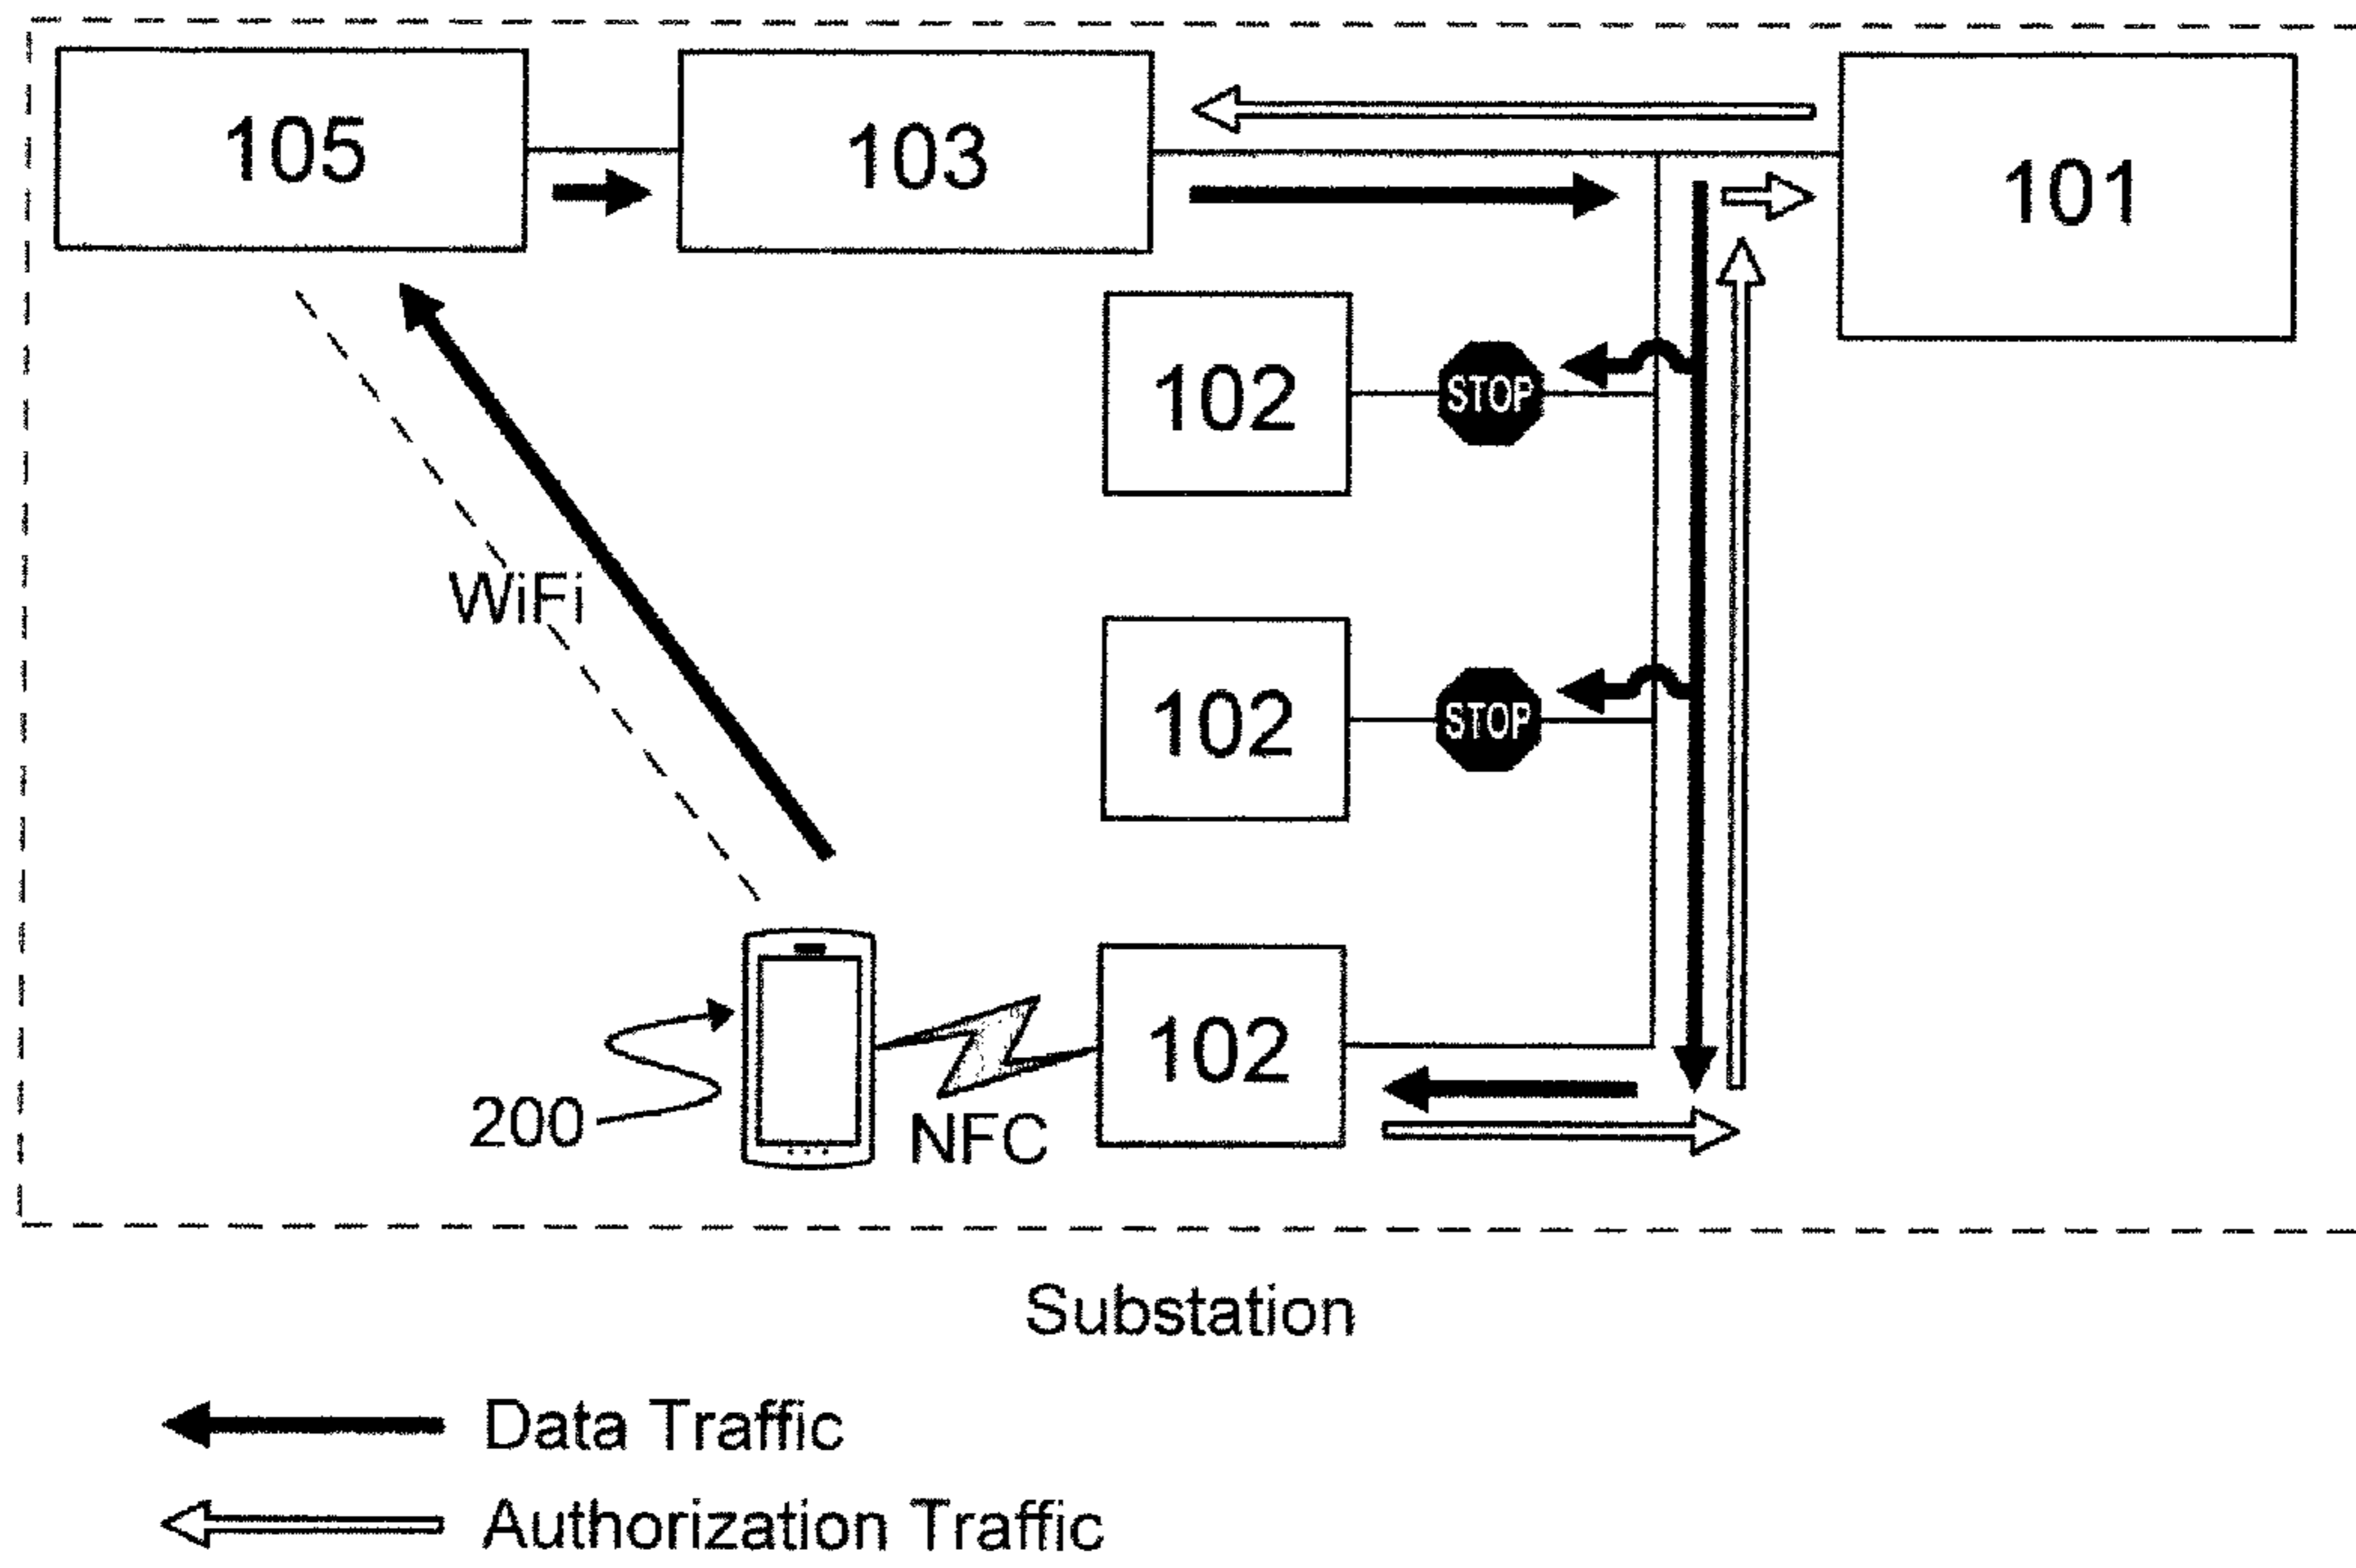 105
103
101
102
STOP
WiFi
102
STOP
102
200
NFC
Substation
Data Traffic
Authorization Traffic